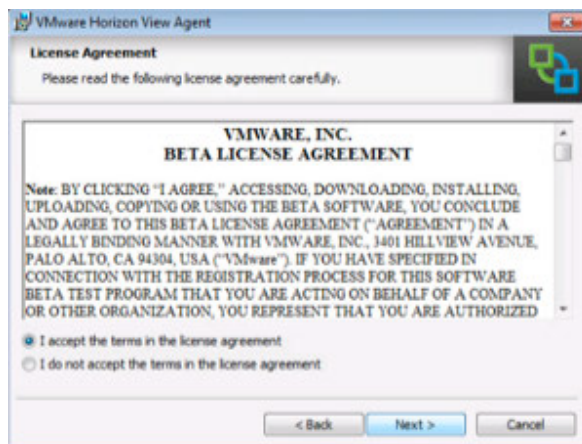 VMware Horizon View Agent
License Agreement
Please read the following license agreement carefully.
VMWARE, INC.
BETA LICENSE AGREEMENT
Note: BY CLICKING “I AGREE,” ACCESSING, DOWNLOADING, INSTALLING,
UPLOADING, COPYING OR USING THE BETA SOFTWARE, YOU CONCLUDE
AND AGREE TO THIS BETA LICENSE AGREEMENT (“AGREEMENT”) IN A
LEGALLY BINDING MANNER WITH VMWARE, INC., 3401 HILLVIEW AVENUE,
PALO ALTO, CA 94304, USA (“VMware”). IF YOU HAVE SPECIFIED IN
CONNECTION WITH THE REGISTRATION PROCESS FOR THIS SOFTWARE
BETA TEST PROGRAM THAT YOU ARE ACTING ON BEHALF OF A COMPANY
OR OTHER ORGANIZATION, YOU REPRESENT THAT YOU ARE AUTHORIZED
I accept the terms in the license agreement
I do not accept the terms in the license agreement
< Back Next > Cancel